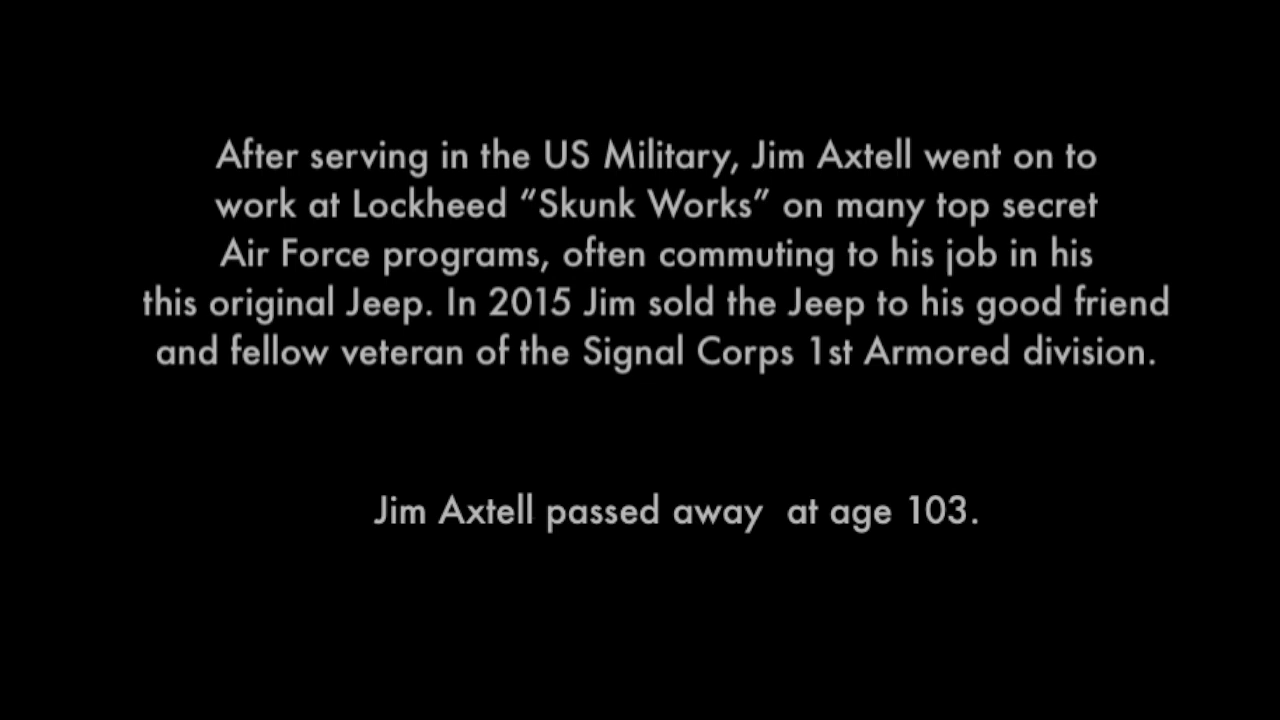 After serving in the US Military, Jim Axtell went on to
work at Lockheed “Skunk Works” on many top secret
Air Force programs, often commuting to his job in his
this original Jeep. In 2015 Jim sold the Jeep to his good friend
and fellow veteran of the Signal Corps 1st Armored division.
Jim Axtell passed away  at age 103.